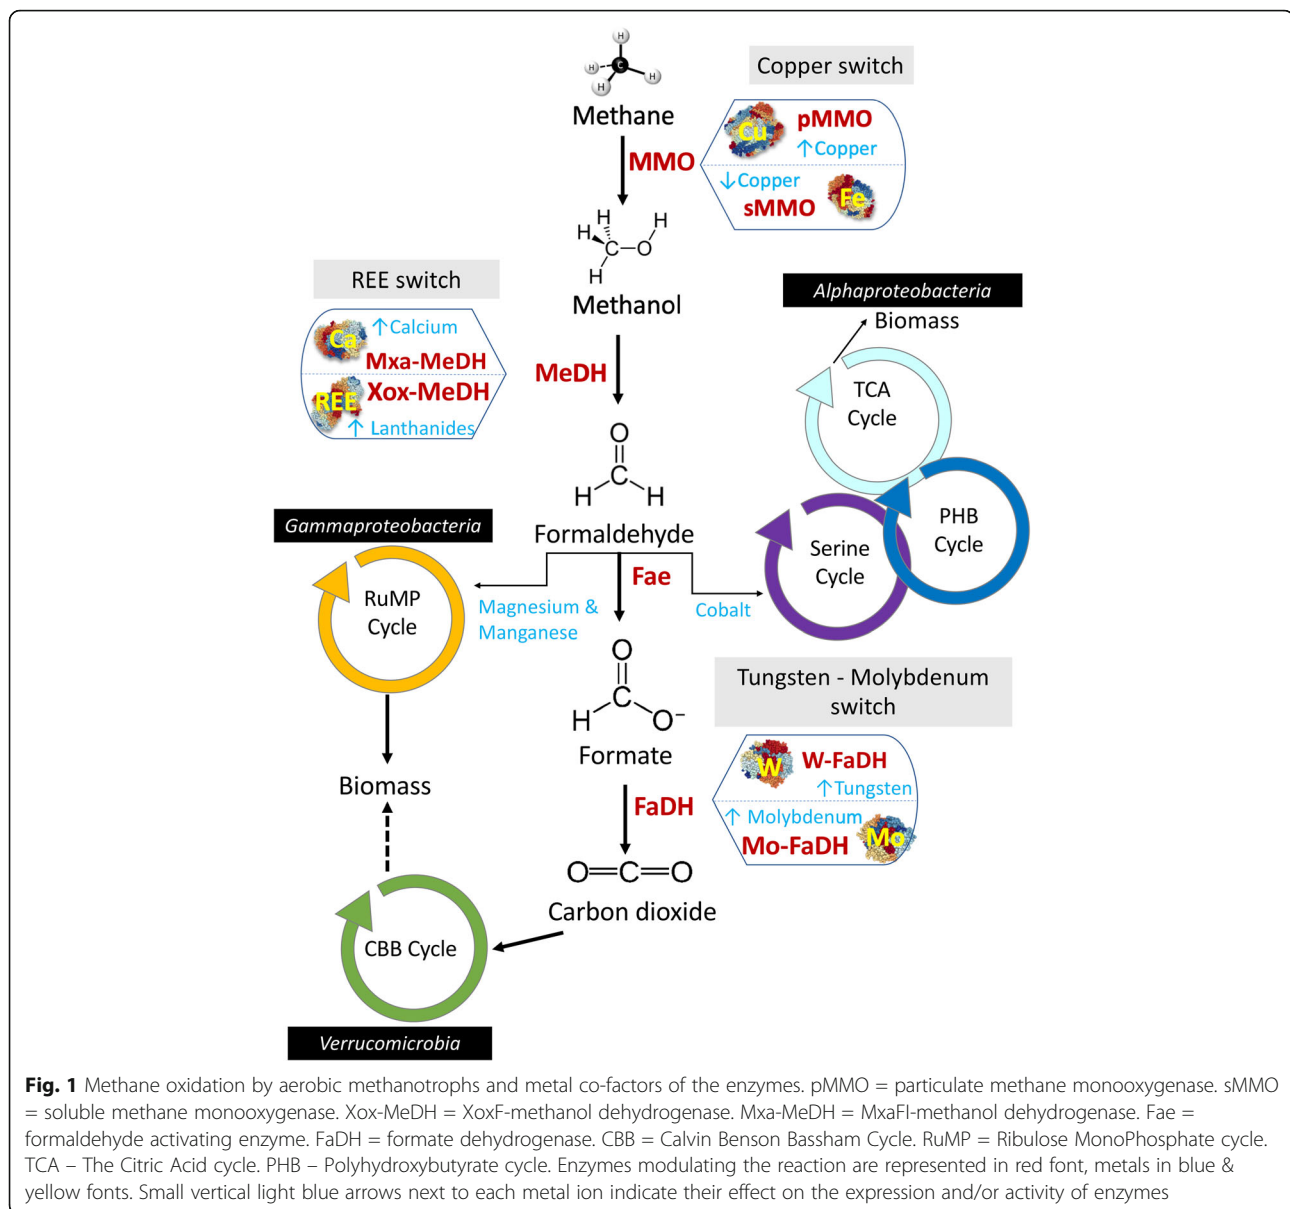 H
H
C
H
H
Methane
Copper switch
Cu
pMMO
↑Copper
MMO
↓Copper
sMMO
Fe
H
H
H
C
O
H
Methanol
REE switch
Ca
↑Calcium
Mxa-MeDH
REE
Xox-MeDH
↑ Lanthanides
MeDH
Alphaproteobacteria
Biomass
TCA
Cycle
PHB
Cycle
Serine
Cycle
O
C
H
H
Formaldehyde
Gammaproteobacteria
Fae
RuMP
Cycle
Magnesium &
Manganese
Cobalt
O
C
H
O⁻
Formate
Tungsten - Molybdenum
switch
W
W-FaDH
↑Tungsten
FaDH
↑ Molybdenum
Mo-FaDH
Mo
Biomass
O=C=O
Carbon dioxide
CBB Cycle
Verrucomicrobia
Fig. 1 Methane oxidation by aerobic methanotrophs and metal co-factors of the enzymes. pMMO = particulate methane monooxygenase. sMMO
= soluble methane monooxygenase. Xox-MeDH = XoxF-methanol dehydrogenase. Mxa-MeDH = MxaFI-methanol dehydrogenase. Fae =
formaldehyde activating enzyme. FaDH = formate dehydrogenase. CBB = Calvin Benson Bassham Cycle. RuMP = Ribulose MonoPhosphate cycle.
TCA – The Citric Acid cycle. PHB – Polyhydroxybutyrate cycle. Enzymes modulating the reaction are represented in red font, metals in blue &
yellow fonts. Small vertical light blue arrows next to each metal ion indicate their effect on the expression and/or activity of enzymes